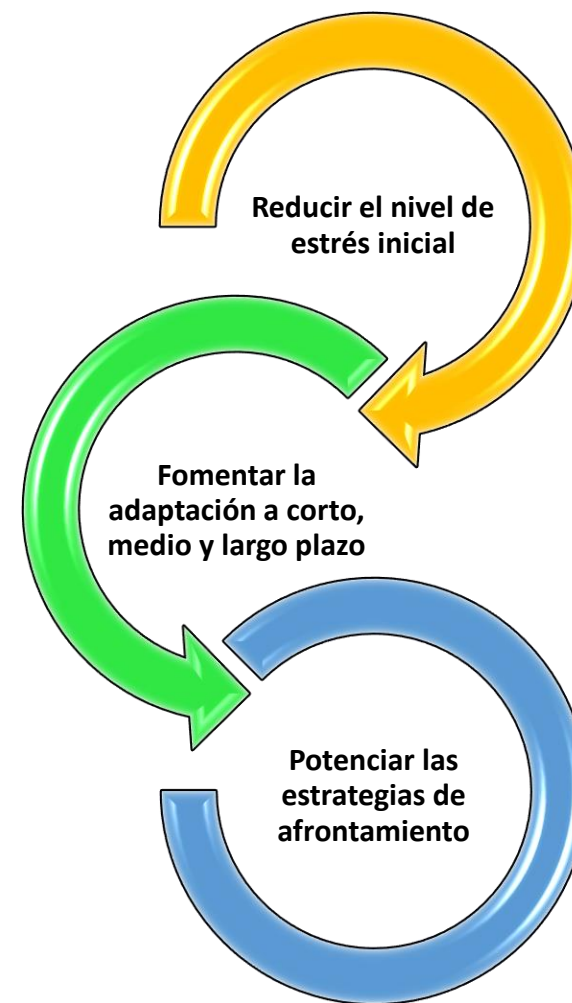 Reducir el nivel de
estrés inicial
Fomentar la
adaptación a corto,
medio y largo plazo
Potenciar las
estrategias de
afrontamiento